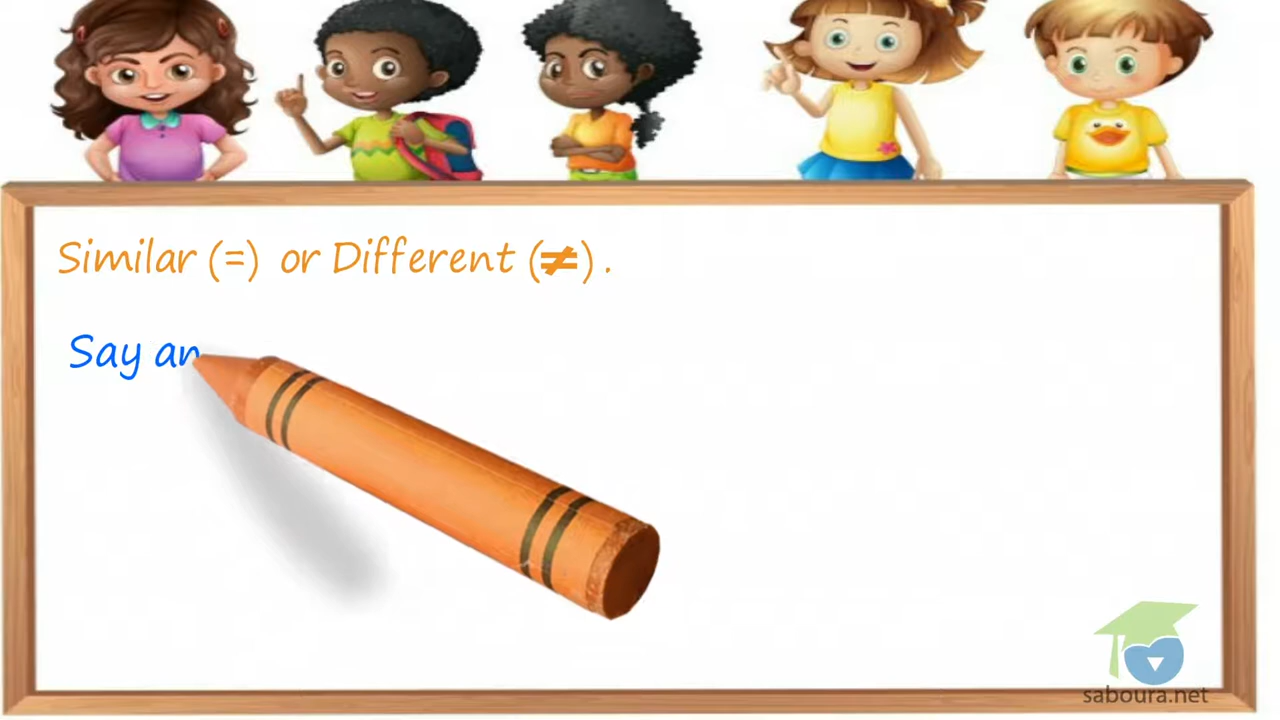 Similar (=) or Different (≠) .
Say an
saboura.net